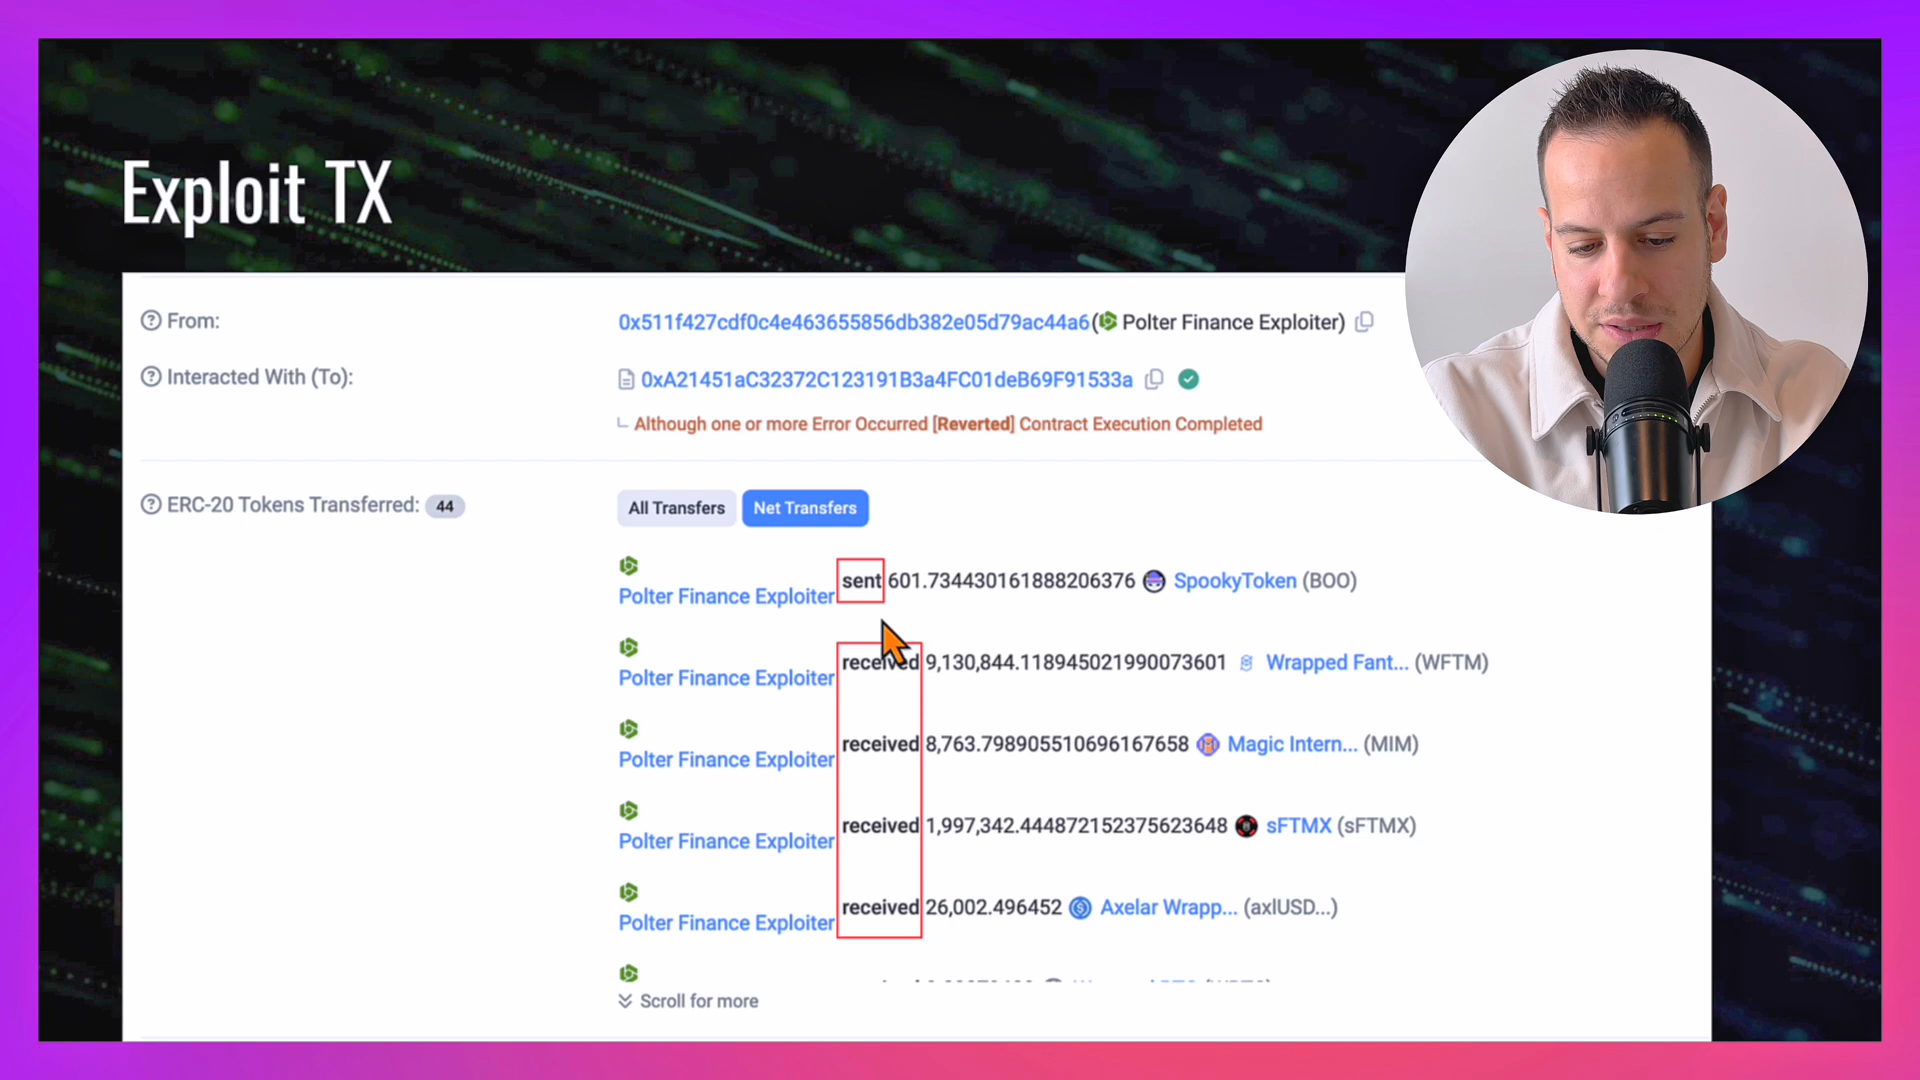 Exploit TX
From:
0x511f427cdf0c4e463655856db382e05d79ac44a6( Polter Finance Exploiter)
Interacted With (To):
0xA21451aC32372C123191B3a4FC01deB69F91533a
Although one or more Error Occurred [Reverted] Contract Execution Completed
ERC-20 Tokens Transferred: 44
All Transfers Net Transfers
Polter Finance Exploiter sent 601.734430161888206376 SpookyToken (BOO)
Polter Finance Exploiter received 9,130,844.118945021990073601 Wrapped Fant... (WFTM)
Polter Finance Exploiter received 8,763.798905510696167658 Magic Intern... (MIM)
Polter Finance Exploiter received 1,997,342.444872152375623648 sFTMX (sFTMX)
Polter Finance Exploiter received 26,002.496452 Axelar Wrapp... (axlUSD...)
Scroll for more